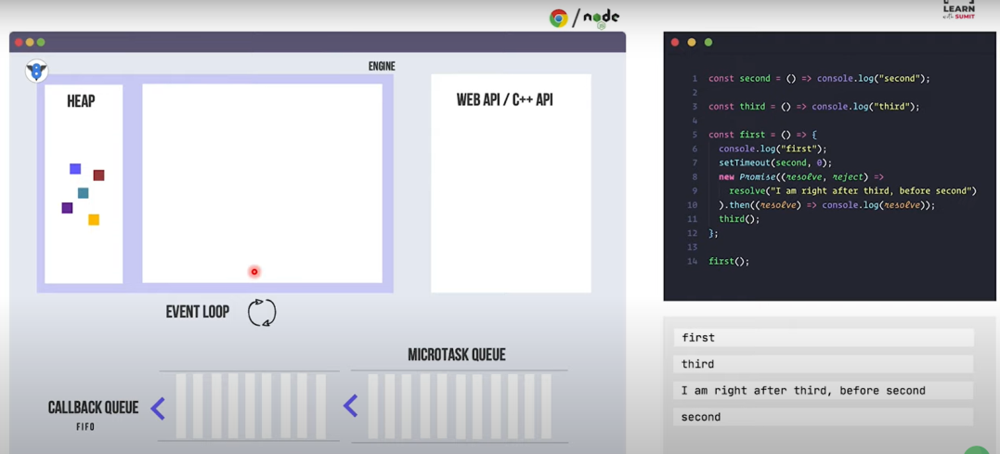 node
JS
LEARN
with SUMIT
ENGINE
HEAP
WEB API / C++ API
EVENT LOOP
MICROTASK QUEUE
CALLBACK QUEUE
FIFO
1 const second = () => console.log("second");
2
3 const third = () => console.log("third");
4
5 const first = () => {
6 console.log("first");
7 setTimeout(second, 0);
8 new Promise((resolve, reject) =>
9 resolve("I am right after third, before second")
10 ).then((resolve) => console.log(resolve));
11 third();
12 };
13
14 first();
first
third
I am right after third, before second
second